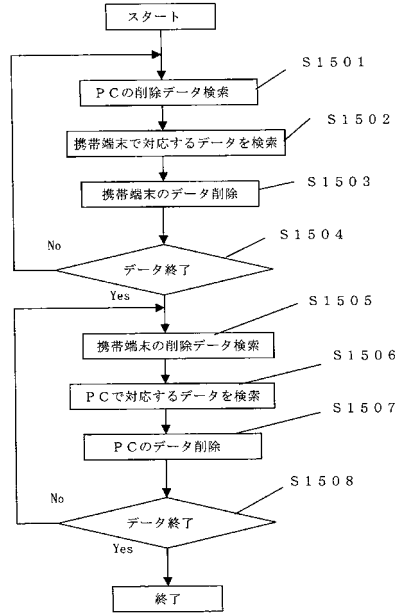 スタート
PCの削除データ検索
S1501
携帯端末で対応するデータを検索
S1502
携帯端末のデータ削除
S1503
データ終了
S1504
No
Yes
携帯端末の削除データ検索
S1505
PCで対応するデータを検索
S1506
PCのデータ削除
S1507
データ終了
S1508
No
Yes
終了